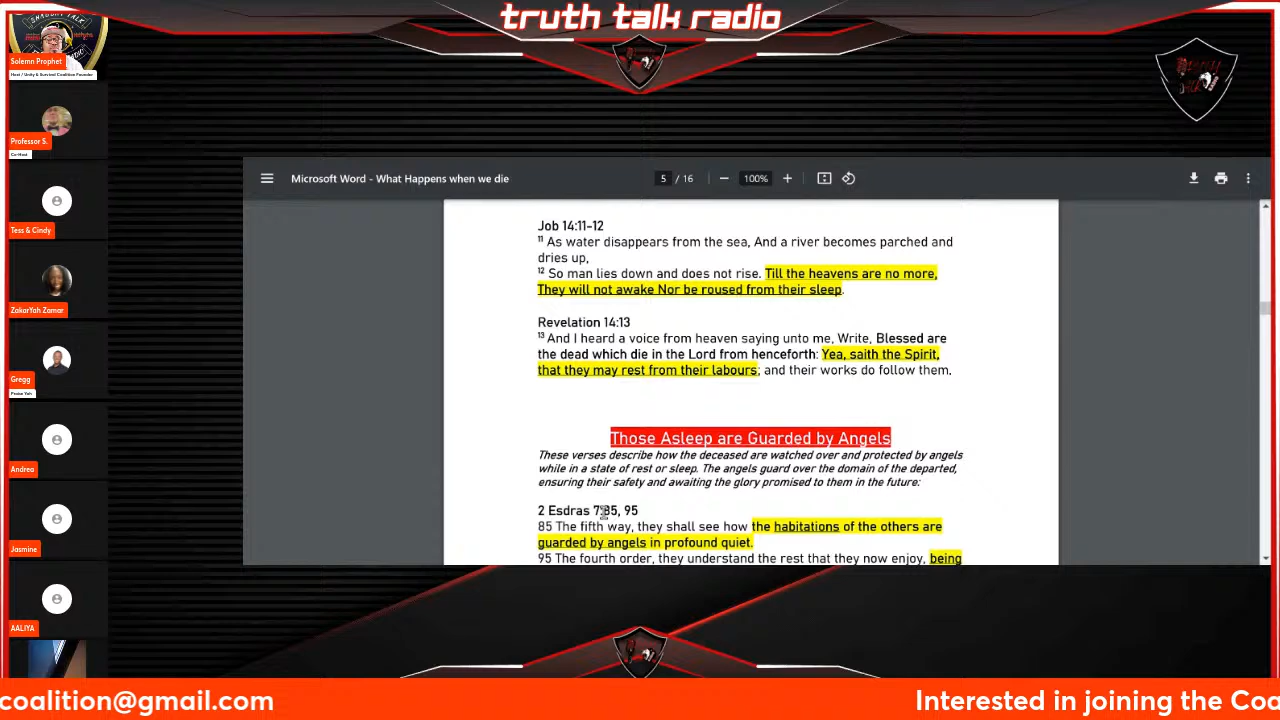 truth talk radio
Solemn Prophet
Host / Unity & Survival Coalition Founder
Professor S.
Co-Host
Tess & Cindy
ZakarYah Zamar
Gregg
Praise Yah
Andrea
Jasmine
AALIYA
Microsoft Word - What Happens when we die
5 / 16
100%
Job 14:11-12
11 As water disappears from the sea, And a river becomes parched and
dries up,
12 So man lies down and does not rise. Till the heavens are no more,
They will not awake Nor be roused from their sleep.
Revelation 14:13
13 And I heard a voice from heaven saying unto me, Write, Blessed are
the dead which die in the Lord from henceforth: Yea, saith the Spirit,
that they may rest from their labours; and their works do follow them.
Those Asleep are Guarded by Angels
These verses describe how the deceased are watched over and protected by angels
while in a state of rest or sleep. The angels guard over the domain of the departed,
ensuring their safety and awaiting the glory promised to them in the future:
2 Esdras 7:85, 95
85 The fifth way, they shall see how the habitations of the others are
guarded by angels in profound quiet.
95 The fourth order, they understand the rest that they now enjoy, being
coalition@gmail.com
Interested in joining the Coa